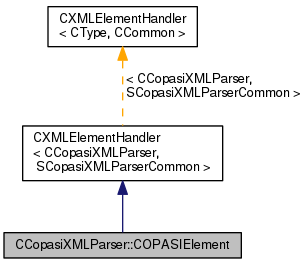 CXMLElementHandler
< CType, CCommon >
< CCopasiXMLParser,
SCopasiXMLParserCommon >
CXMLElementHandler
< CCopasiXMLParser,
SCopasiXMLParserCommon >
CCopasiXMLParser::COPASIElement